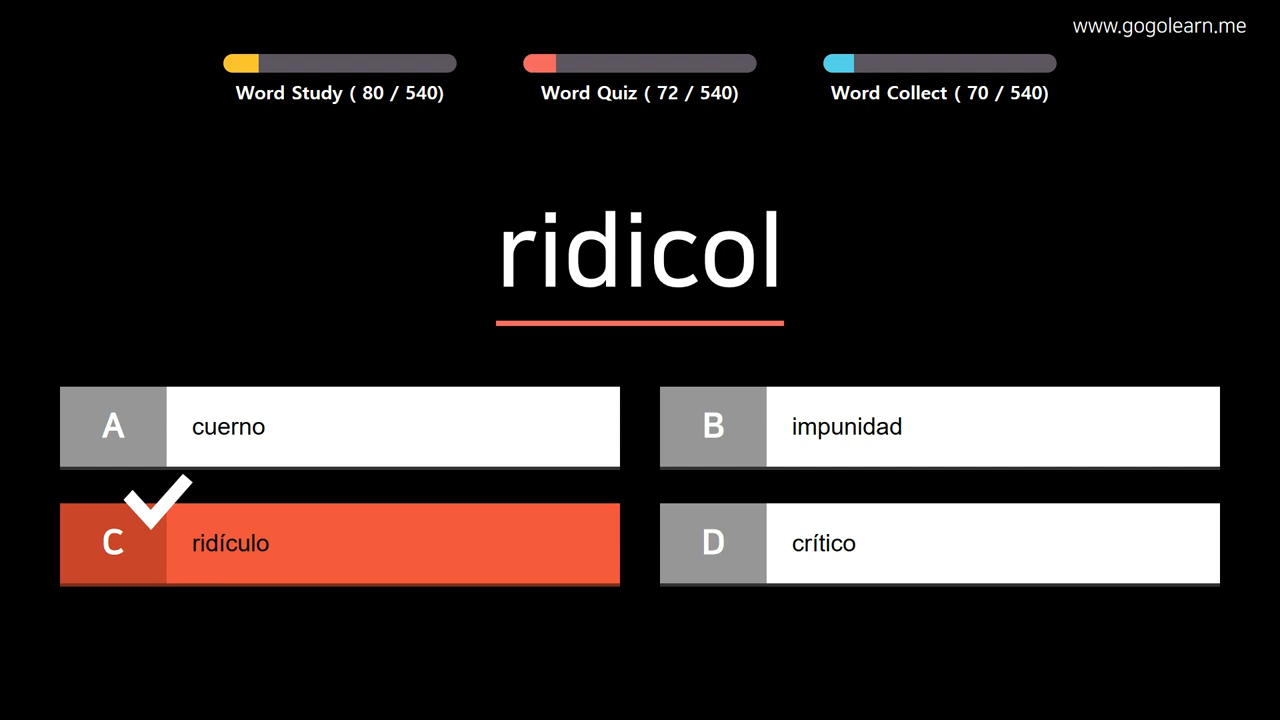 www.gogolearn.me
Word Study ( 80 / 540)
Word Quiz ( 72 / 540)
Word Collect ( 70 / 540)
ridicol
A cuerno
B impunidad
C ridículo
D crítico